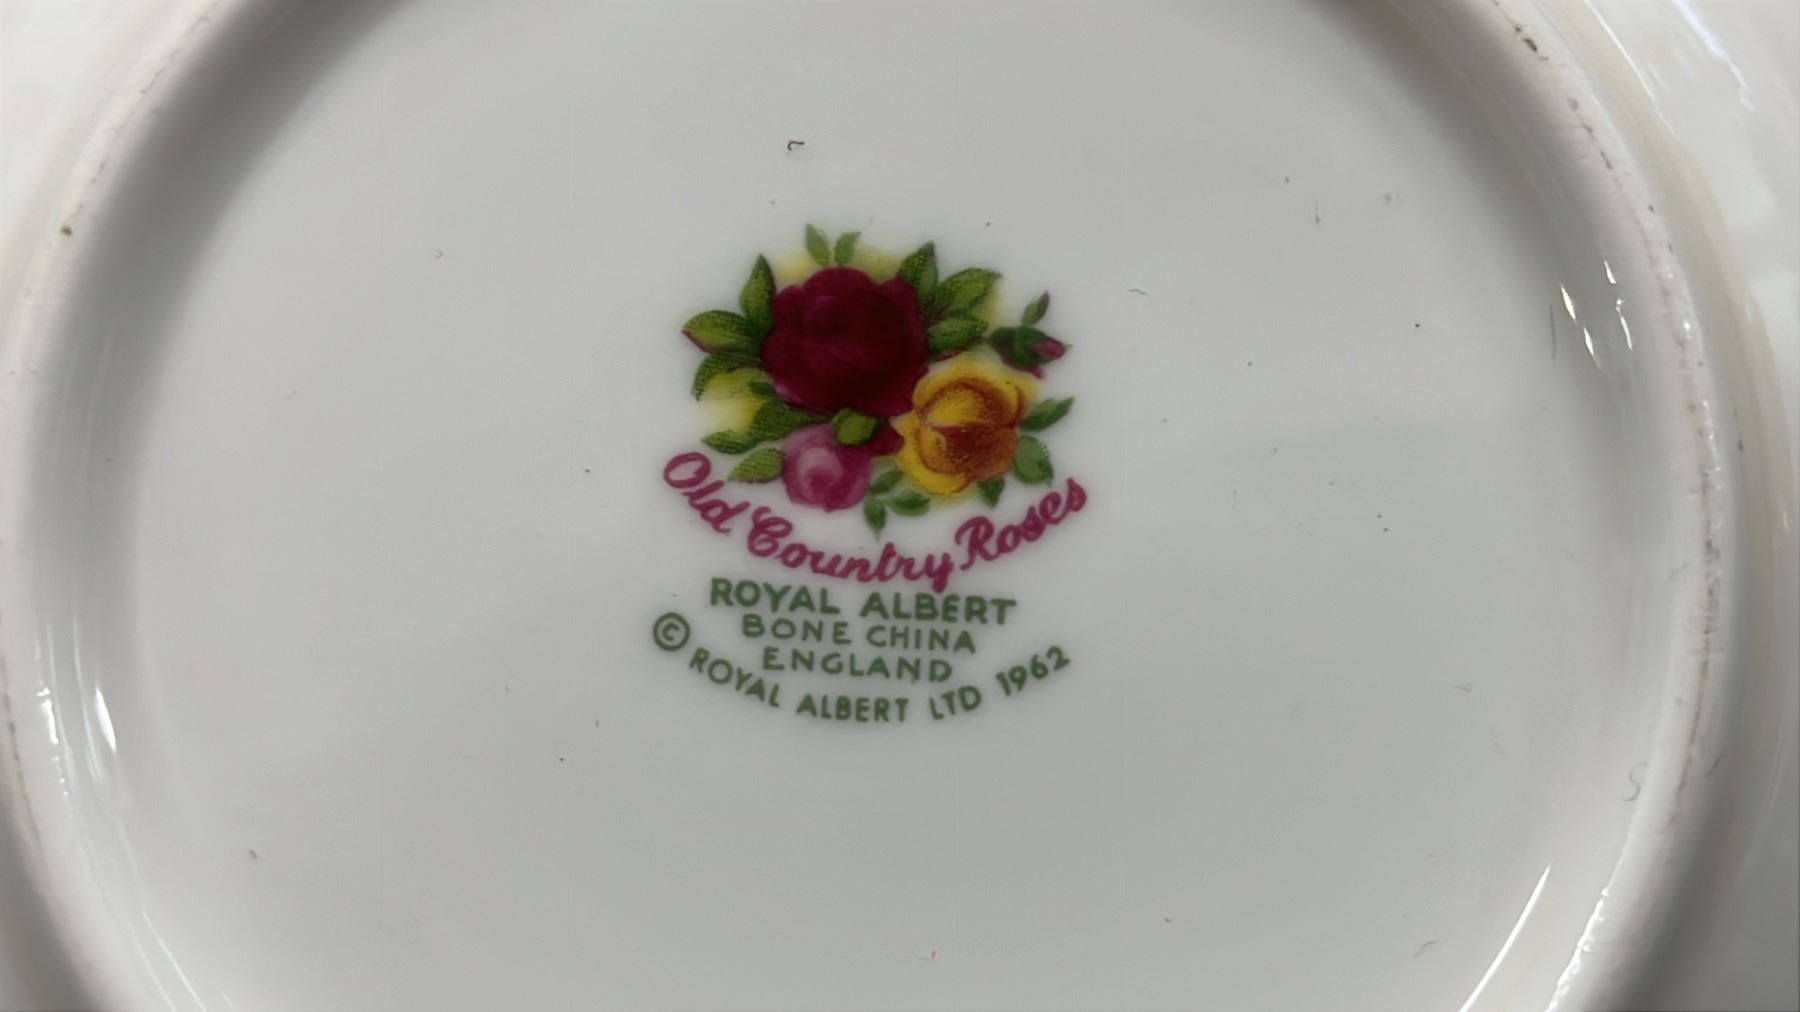 Old Country Roses
ROYAL ALBERT
BONE CHINA
ENGLAND
© ROYAL ALBERT LTD 1962